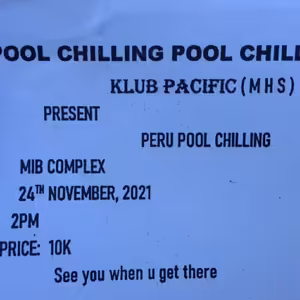 POOL CHILLING POOL CHILL
KLUB PACIFIC (MHS)
PRESENT
PERU POOL CHILLING
MIB COMPLEX
24TH NOVEMBER, 2021
2PM
PRICE: 10K
See you when u get there